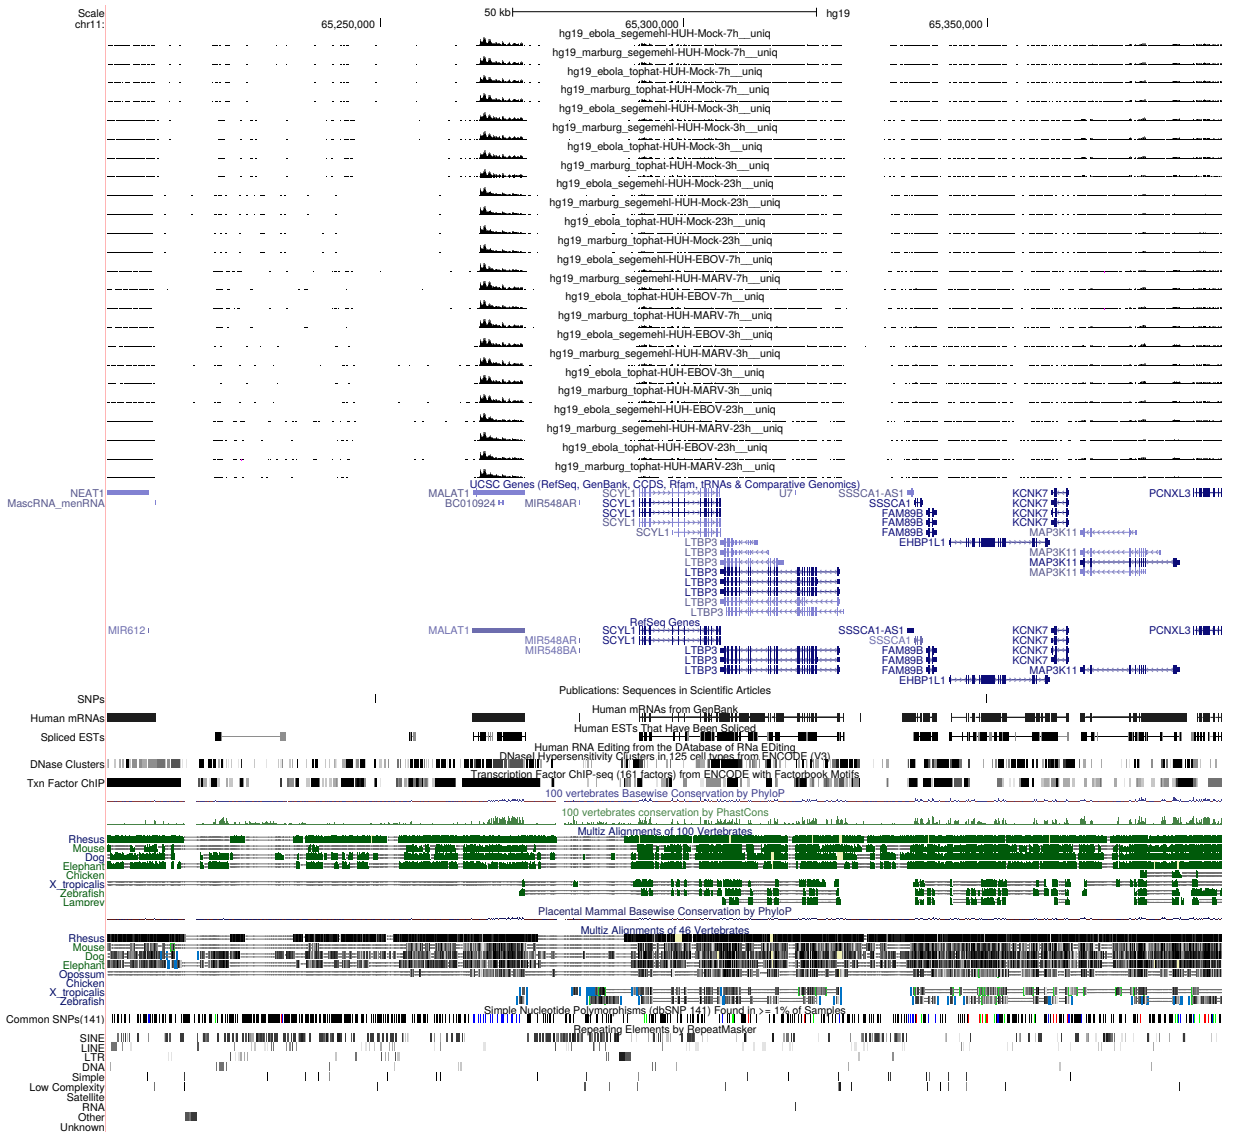 Scale 50 kb hg19
chr11: 65,250,000 65,300,000 65,350,000
hg19_ebola_segemehl-HUH-Mock-7h__uniq
hg19_marburg_segemehl-HUH-Mock-7h__uniq
hg19_ebola_tophat-HUH-Mock-7h__uniq
hg19_marburg_tophat-HUH-Mock-7h__uniq
hg19_ebola_segemehl-HUH-Mock-3h__uniq
hg19_marburg_segemehl-HUH-Mock-3h__uniq
hg19_ebola_tophat-HUH-Mock-3h__uniq
hg19_marburg_tophat-HUH-Mock-3h__uniq
hg19_ebola_segemehl-HUH-Mock-23h__uniq
hg19_marburg_segemehl-HUH-Mock-23h__uniq
hg19_ebola_tophat-HUH-Mock-23h__uniq
hg19_marburg_tophat-HUH-Mock-23h__uniq
hg19_ebola_segemehl-HUH-EBOV-7h__uniq
hg19_marburg_segemehl-HUH-MARV-7h__uniq
hg19_ebola_tophat-HUH-EBOV-7h__uniq
hg19_marburg_tophat-HUH-MARV-7h__uniq
hg19_ebola_segemehl-HUH-EBOV-3h__uniq
hg19_marburg_segemehl-HUH-MARV-3h__uniq
hg19_ebola_tophat-HUH-EBOV-3h__uniq
hg19_marburg_tophat-HUH-MARV-3h__uniq
hg19_ebola_segemehl-HUH-EBOV-23h__uniq
hg19_marburg_segemehl-HUH-MARV-23h__uniq
hg19_ebola_tophat-HUH-EBOV-23h__uniq
hg19_marburg_tophat-HUH-MARV-23h__uniq
UCSC Genes (RefSeq, GenBank, CCDS, Rfam, tRNAs & Comparative Genomics)
NEAT1 MALAT1 SCYL1 U7 SSSCA1-AS1 KCNK7 PCNXL3
MascRNA_menRNA BC010924 MIR548AR SCYL1 SSSCA1 KCNK7
SCYL1 FAM89B KCNK7
SCYL1 FAM89B KCNK7
SCYL1 FAM89B MAP3K11
LTBP3 EHBP1L1
LTBP3 MAP3K11
LTBP3 MAP3K11
LTBP3 MAP3K11
LTBP3
LTBP3
LTBP3
LTBP3
RefSeq Genes
MIR612 MALAT1 SCYL1 SSSCA1-AS1 KCNK7 PCNXL3
MIR548AR SCYL1 SSSCA1 KCNK7
MIR548BA LTBP3 FAM89B KCNK7
LTBP3 FAM89B KCNK7
LTBP3 FAM89B MAP3K11
EHBP1L1
Publications: Sequences in Scientific Articles
SNPs
Human mRNAs from GenBank
Human mRNAs
Human ESTs That Have Been Spliced
Spliced ESTs
Human RNA Editing from the DAtabase of RNa EDiting
DNaseI Hypersensitivity Clusters in 125 cell types from ENCODE (V3)
DNase Clusters
Transcription Factor ChIP-seq (161 factors) from ENCODE with Factorbook Motifs
Txn Factor ChIP
100 vertebrates Basewise Conservation by PhyloP
100 vertebrates conservation by PhastCons
Multiz Alignments of 100 Vertebrates
Rhesus
Mouse
Dog
Elephant
Chicken
X_tropicalis
Zebrafish
Lamprey
Placental Mammal Basewise Conservation by PhyloP
Multiz Alignments of 46 Vertebrates
Rhesus
Mouse
Dog
Elephant
Opossum
Chicken
X_tropicalis
Zebrafish
Simple Nucleotide Polymorphisms (dbSNP 141) Found in >= 1% of Samples
Common SNPs(141)
Repeating Elements by RepeatMasker
SINE
LINE
LTR
DNA
Simple
Low Complexity
Satellite
RNA
Other
Unknown